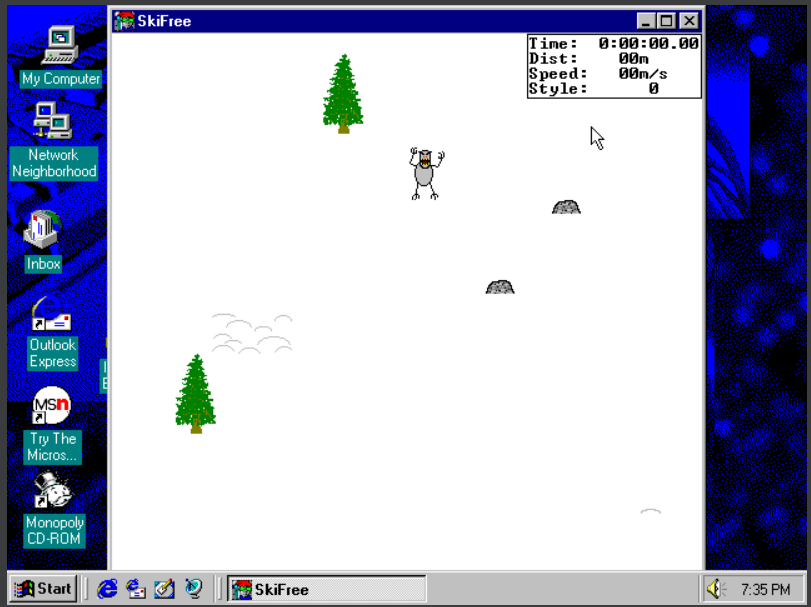 SkiFree
Time: 0:00:00.00
Dist: 00m
Speed: 00m/s
Style: 0
My Computer
Network
Neighborhood
Inbox
Outlook
Express
MSn
Try The
Micros...
Monopoly
CD-ROM
Start
SkiFree
7:35 PM